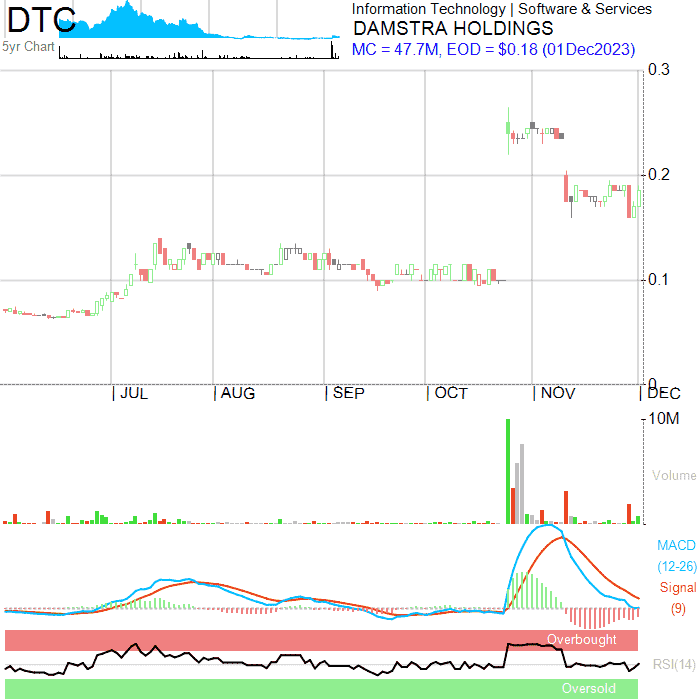 DTC
5yr Chart
Information Technology | Software & Services
DAMSTRA HOLDINGS
MC = 47.7M, EOD = $0.18 (01Dec2023)
0.3
0.2
0.1
0
| JUL
| AUG
| SEP
| OCT
| NOV
| DEC
10M
Volume
MACD
(12-26)
Signal
(9)
Overbought
RSI(14)
Oversold